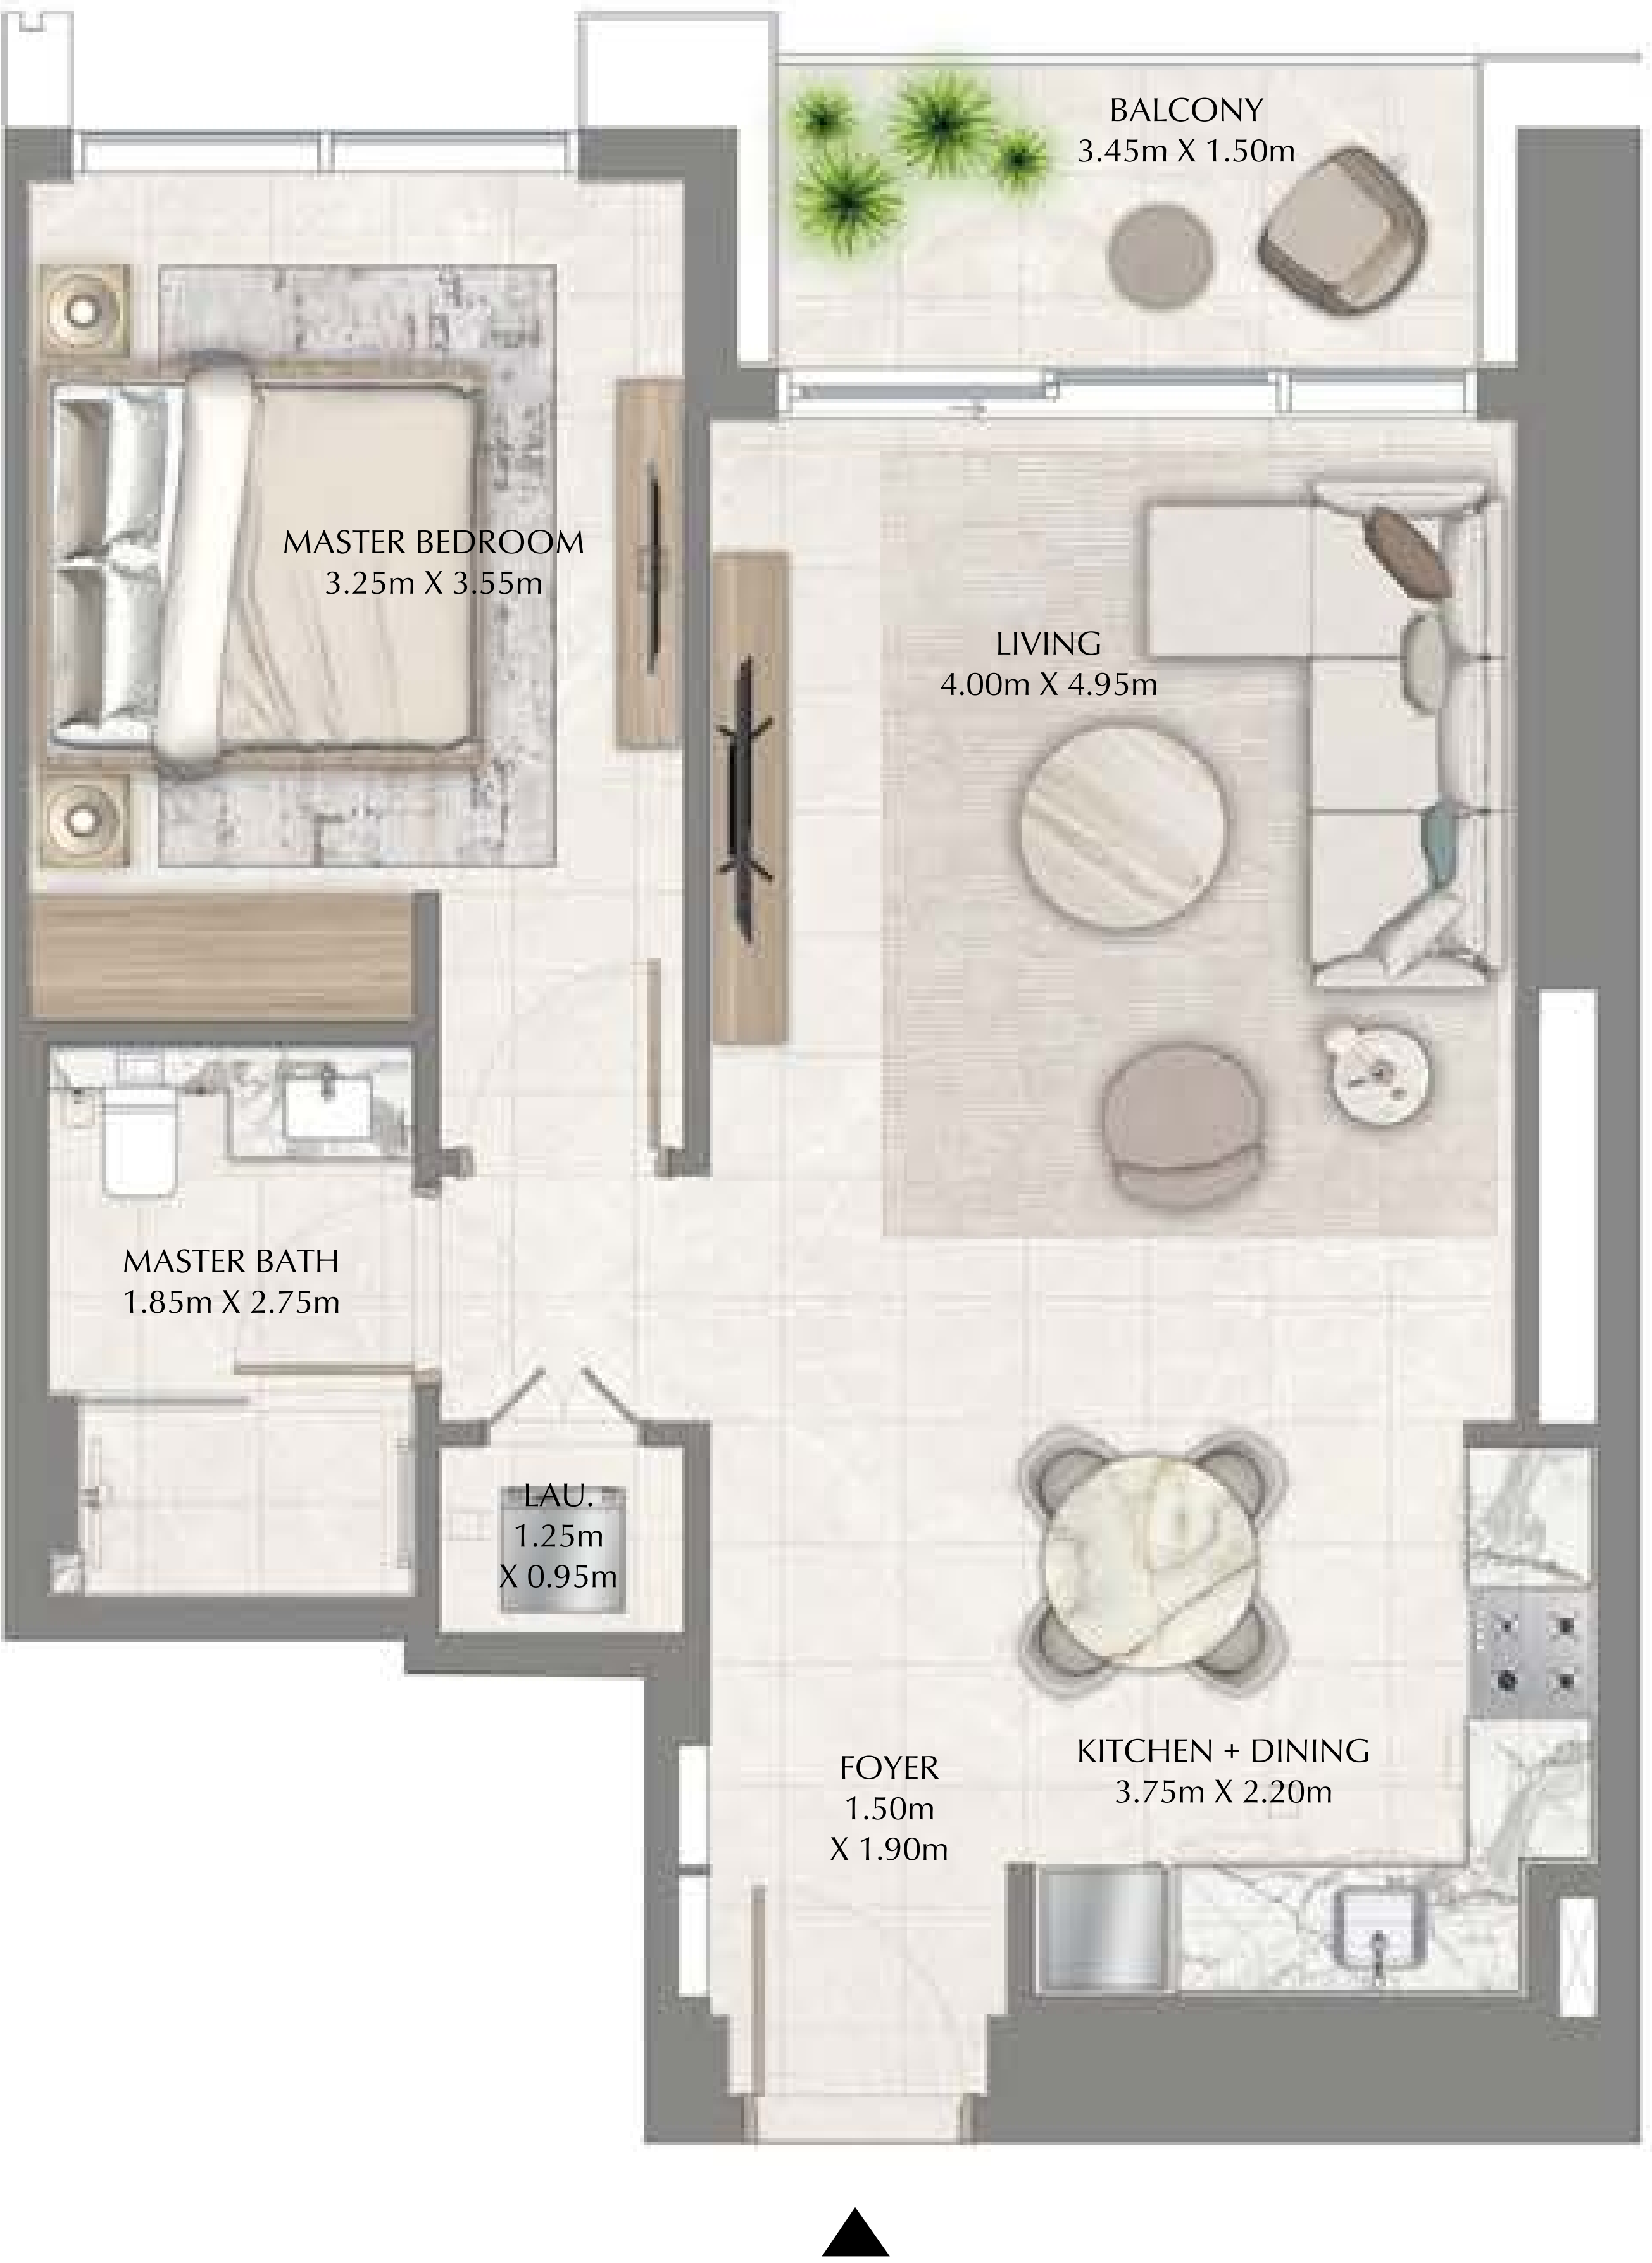 BALCONY
3.45m X 1.50m
MASTER BEDROOM
3.25m X 3.55m
LIVING
4.00m X 4.95m
MASTER BATH
1.85m X 2.75m
LAU.
1.25m
X 0.95m
FOYER
1.50m
X 1.90m
KITCHEN + DINING
3.75m X 2.20m